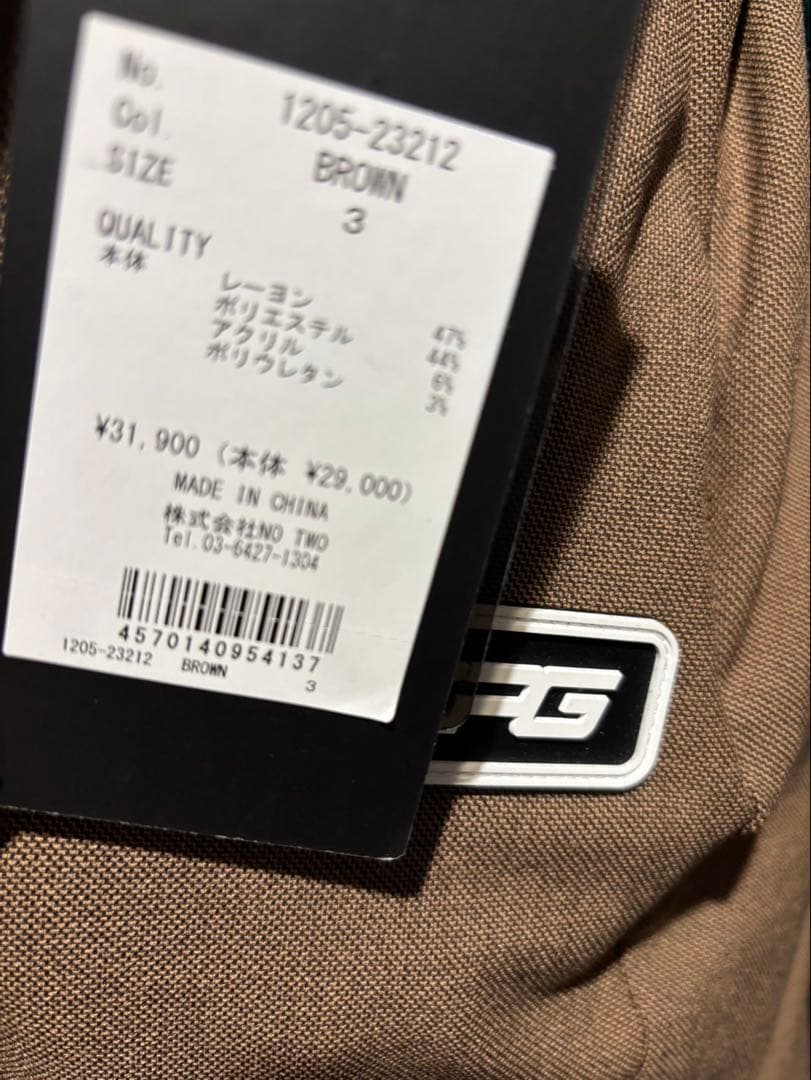 No. 1205-23212
Col. BROWN
SIZE 3
QUALITY
本体
レーヨン 47%
ポリエステル 44%
アクリル 6%
ポリウレタン 3%
¥31,900 (本体 ¥29,000)
MADE IN CHINA
株式会社NO TWO
Tel.03-6427-1304
4570140954137
1205-23212 BROWN 3
FG